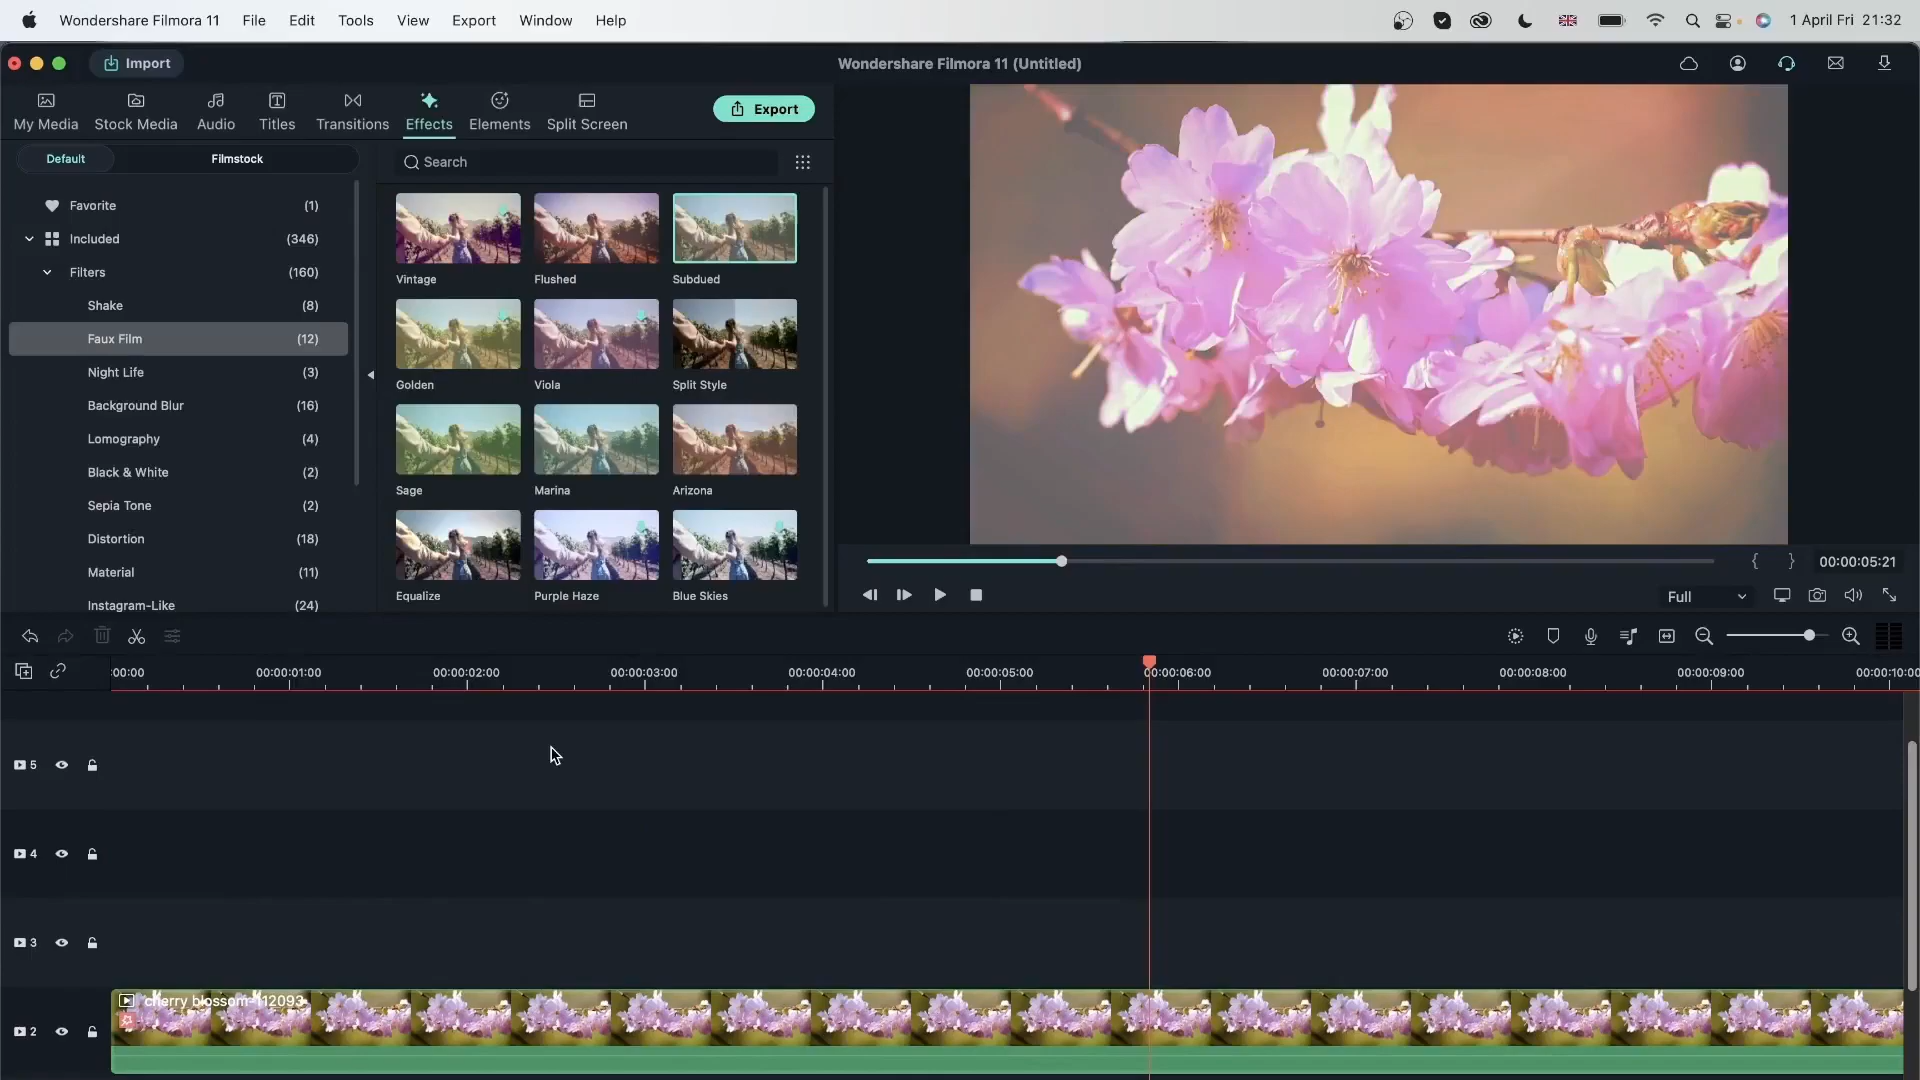 Wondershare Filmora 11 File Edit Tools View Export Window Help 1 April Fri 21:32
Import Wondershare Filmora 11 (Untitled)
My Media Stock Media Audio Titles Transitions Effects Elements Split Screen Export
Default Filmstock Search
Favorite (1)
Included (346)
Filters (160)
Shake (8)
Faux Film (12)
Night Life (3)
Background Blur (16)
Lomography (4)
Black & White (2)
Sepia Tone (2)
Distortion (18)
Material (11)
Instagram-Like (24)
Vintage Flushed Subdued
Golden Viola Split Style
Sage Marina Arizona
Equalize Purple Haze Blue Skies
{ } 00:00:05:21
Full
:00:00 00:00:01:00 00:00:02:00 00:00:03:00 00:00:04:00 00:00:05:00 00:00:06:00 00:00:07:00 00:00:08:00 00:00:09:00 00:00:10:00
5
4
3
cherry blossom-112093
2